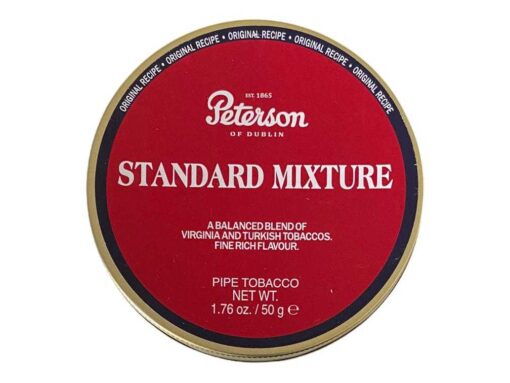 ORIGINAL RECIPE • ORIGINAL RECIPE • ORIGINAL RECIPE • ORIGINAL RECIPE
EST. 1865
Peterson
OF DUBLIN
STANDARD MIXTURE
A BALANCED BLEND OF
VIRGINIA AND TURKISH TOBACCOS.
FINE RICH FLAVOUR.
PIPE TOBACCO
NET WT.
1.76 oz. / 50 g ℮